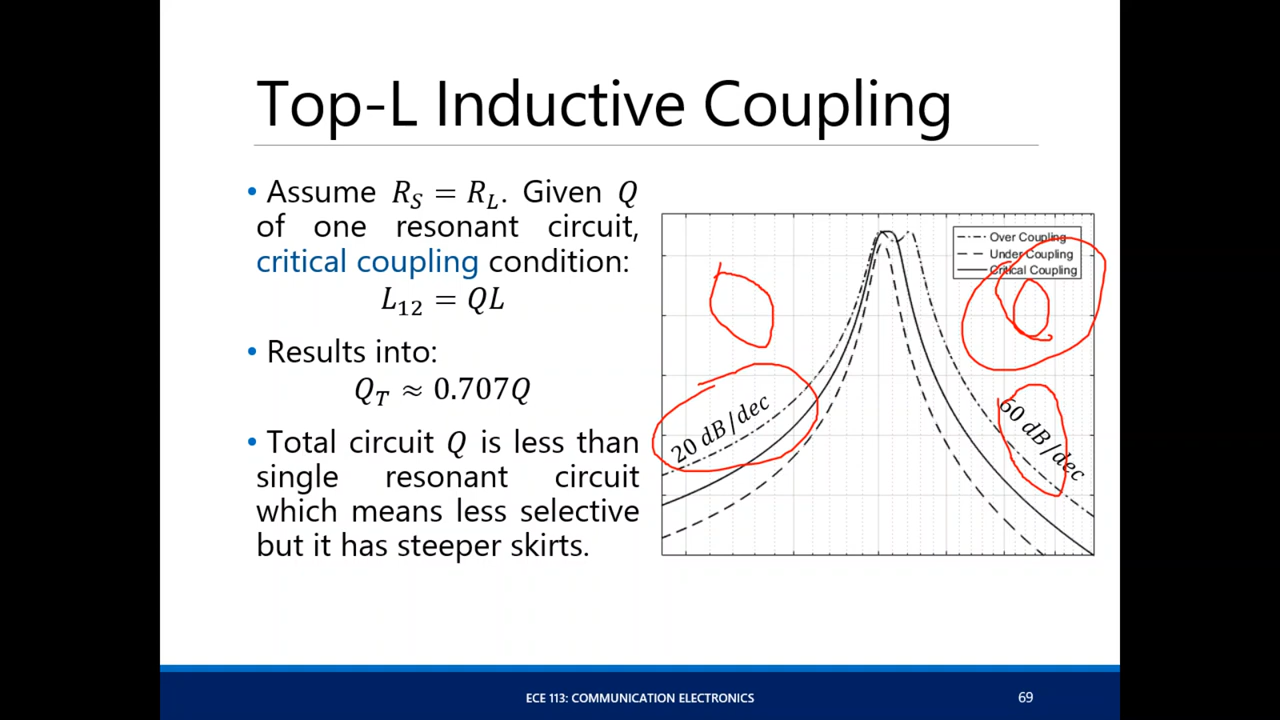 Top-L Inductive Coupling
• Assume R_S = R_L. Given Q
of one resonant circuit,
critical coupling condition:
L_12 = QL
• Results into:
Q_T ≈ 0.707Q
• Total circuit Q is less than
single resonant circuit
which means less selective
but it has steeper skirts.
Over Coupling
Under Coupling
Critical Coupling
20 dB/dec
60 dB/dec
ECE 113: COMMUNICATION ELECTRONICS
69